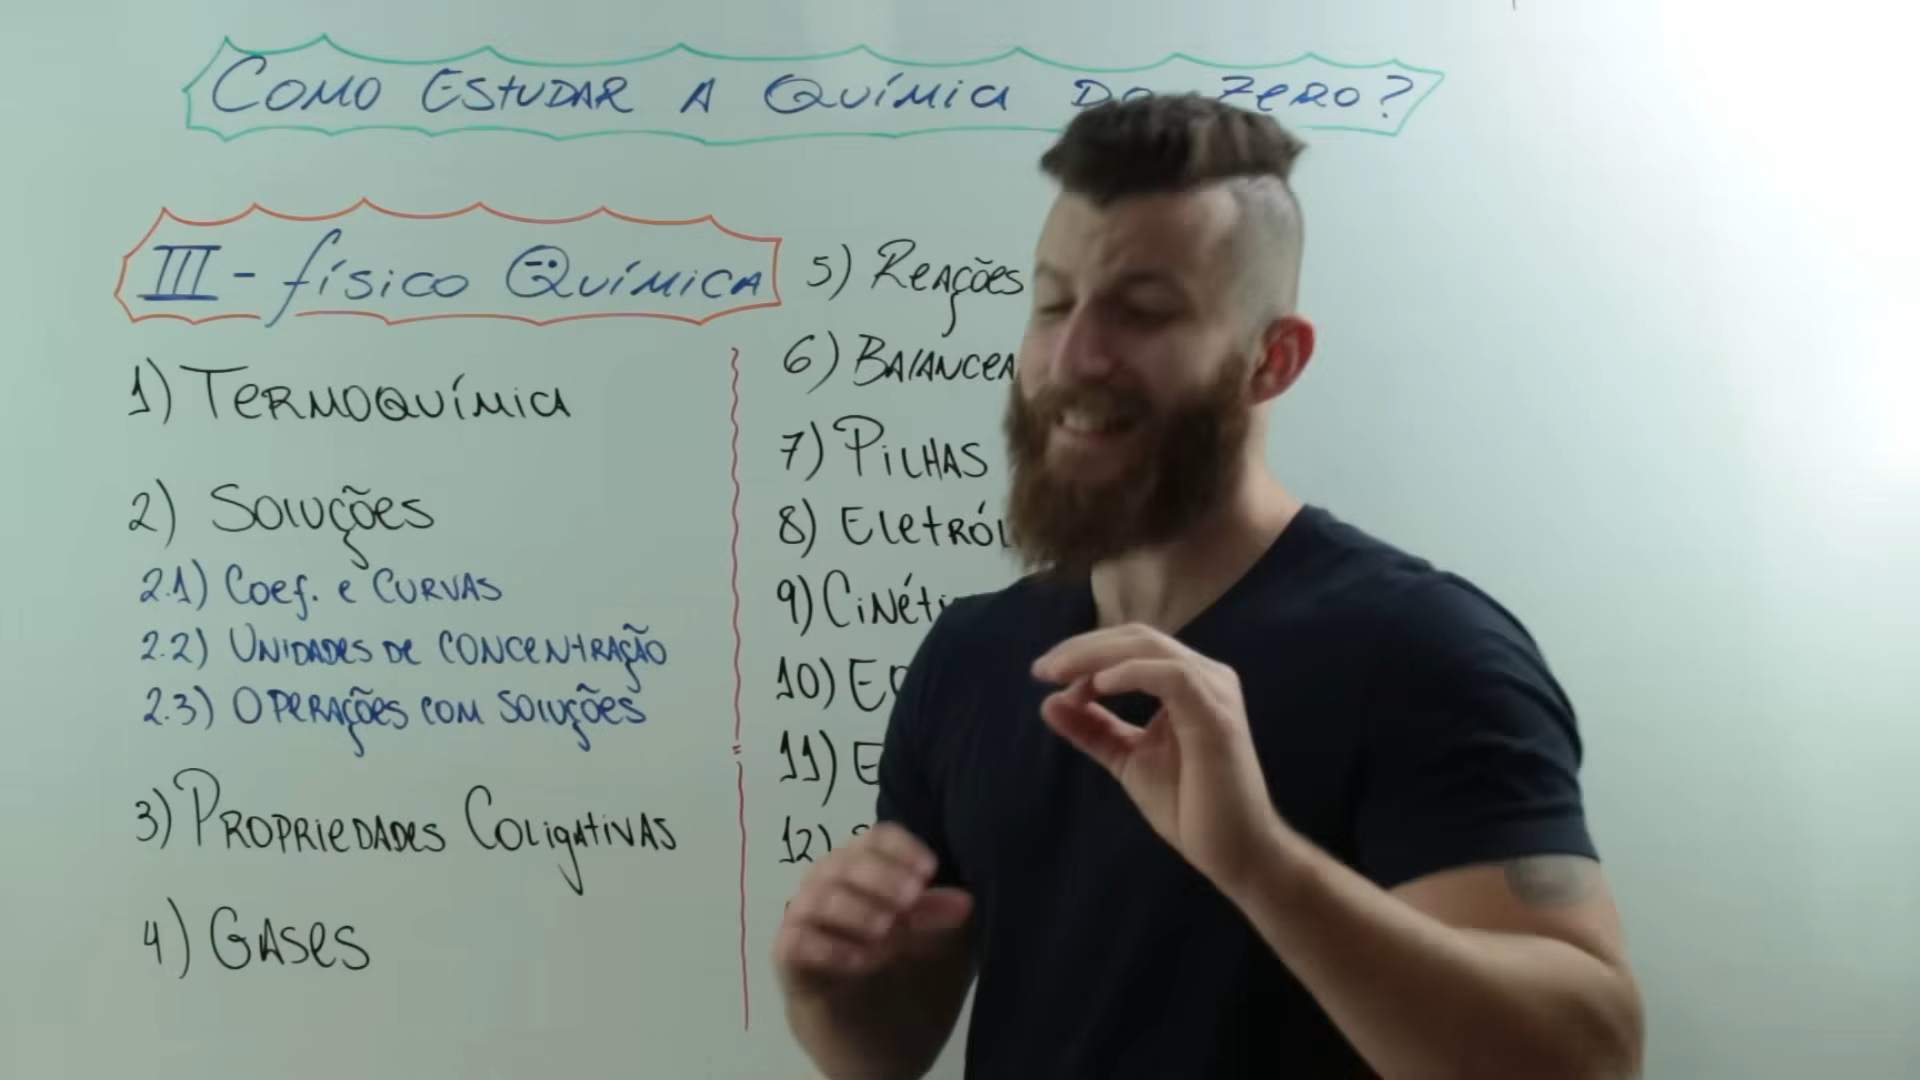 COMO ESTUDAR A QUÍMICA DO ZERO?
III - FÍSICO QUÍMICA
1) TERMOQUÍMICA
2) SOLUÇÕES
2.1) COEF. E CURVAS
2.2) UNIDADES DE CONCENTRAÇÃO
2.3) OPERAÇÕES COM SOLUÇÕES
3) PROPRIEDADES COLIGATIVAS
4) GASES
5) REAÇÕES
6) BALANCEA
7) PILHAS
8) ELETRÓL
9) CINÉTI
10) E
11) E
12)